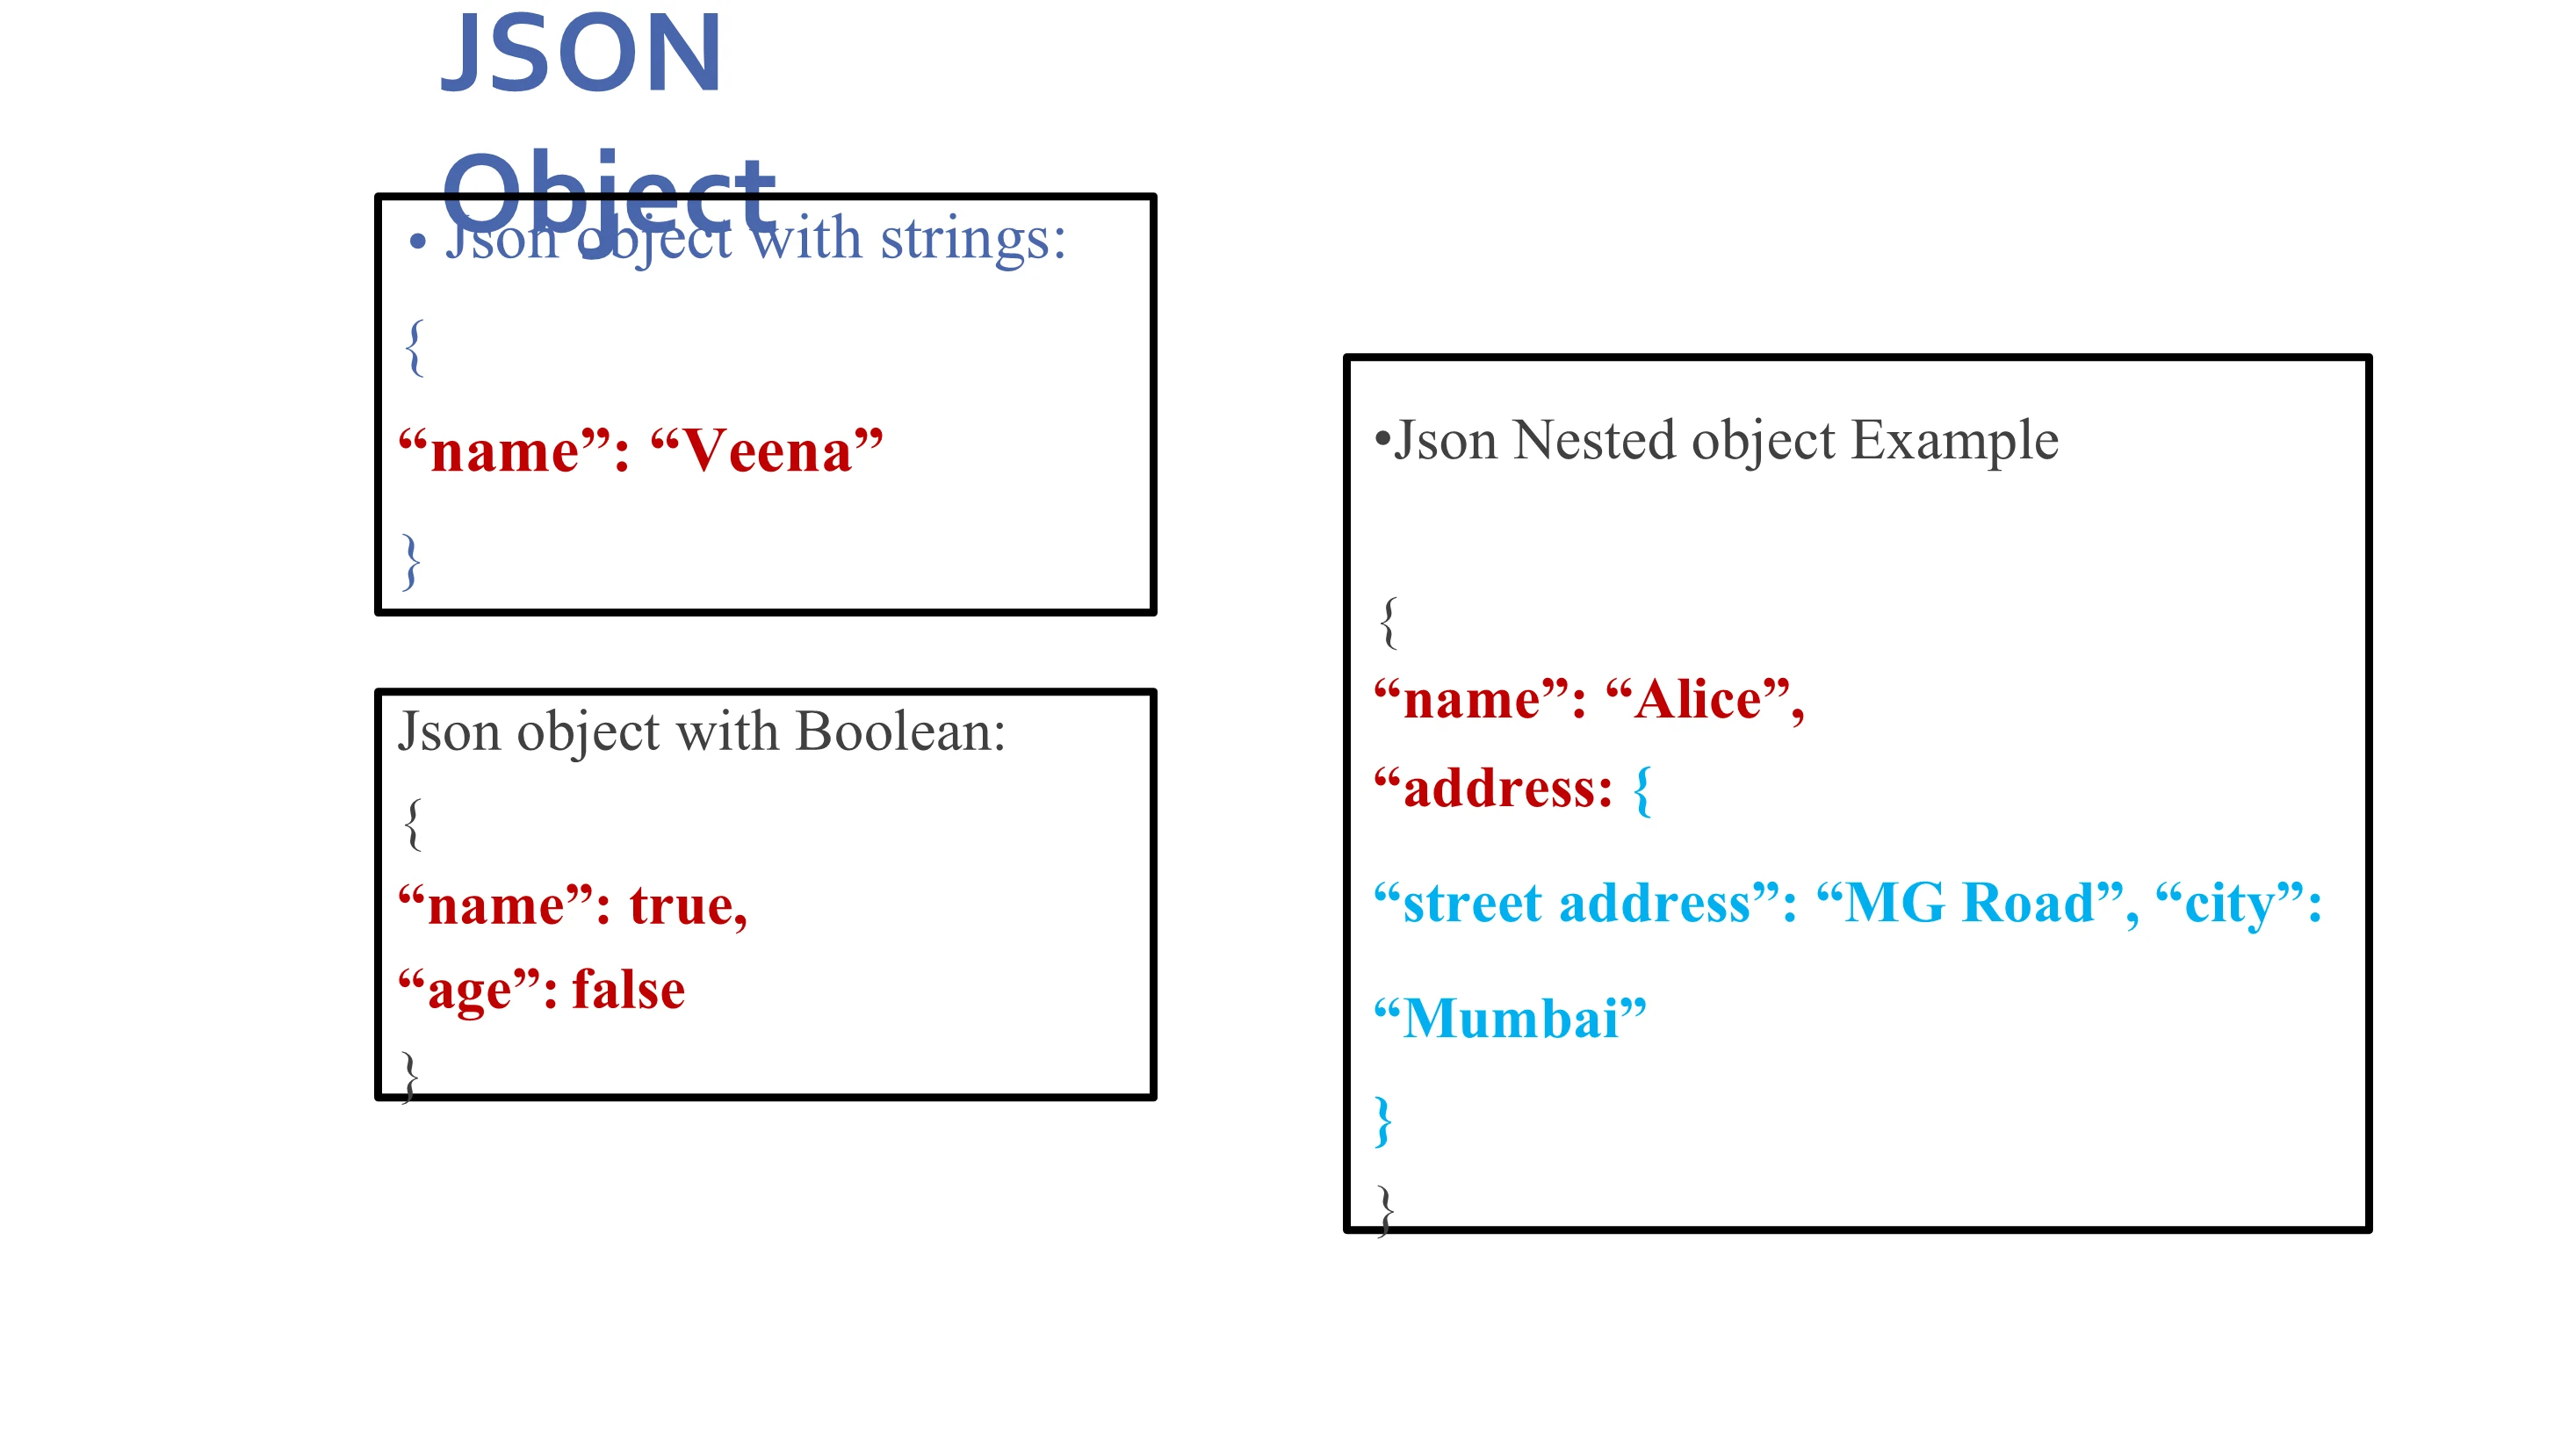 JSON
Object
• Json object with strings:
{
“name”: “Veena”
}
Json object with Boolean:
{
“name”: true,
“age”: false
}
•Json Nested object Example
{
“name”: “Alice”,
“address: {
“street address”: “MG Road”, “city”:
“Mumbai”
}
}